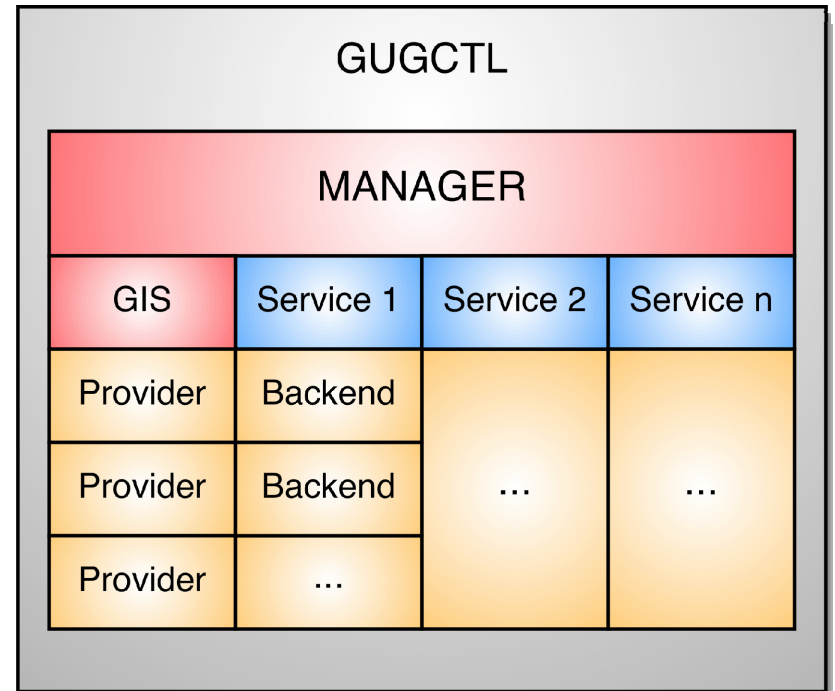 GUGCTL
MANAGER
GIS Service 1 Service 2 Service n
Provider Backend
Provider Backend ... ...
Provider ...